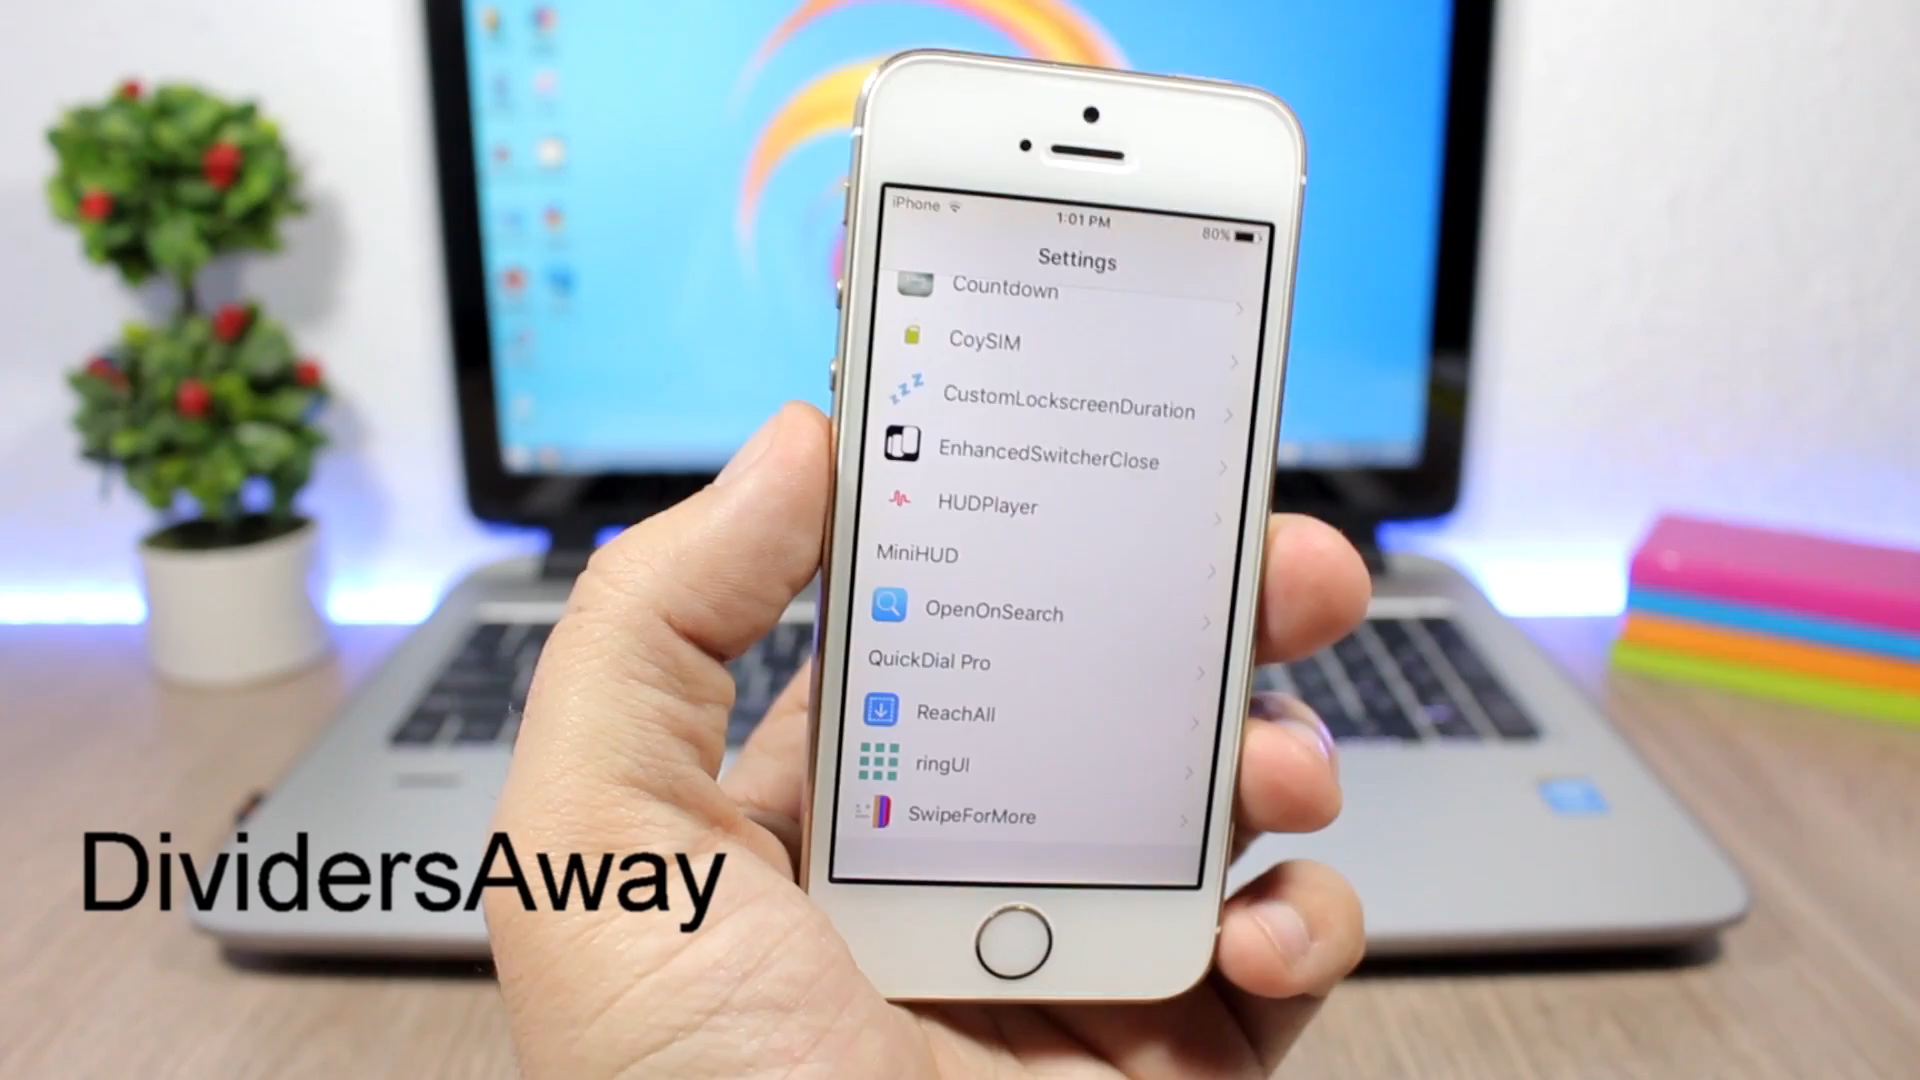 iPhone
1:01 PM
80%
Settings
Countdown
CoySIM
CustomLockscreenDuration
EnhancedSwitcherClose
HUDPlayer
MiniHUD
OpenOnSearch
QuickDial Pro
ReachAll
ringUI
SwipeForMore
DividersAway